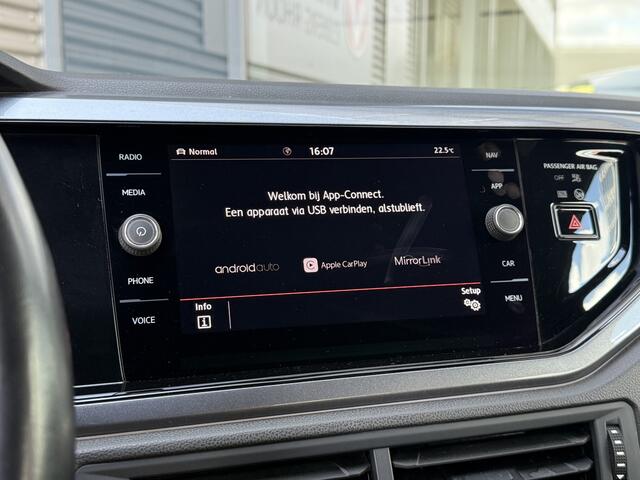 RADIO
MEDIA
PHONE
VOICE
Normal
16:07
22.5°C
Welkom bij App-Connect.
Een apparaat via USB verbinden, alstublieft.
androidauto
Apple CarPlay
MirrorLink
Info
Setup
NAV
APP
CAR
MENU
PASSENGER AIR BAG
OFF